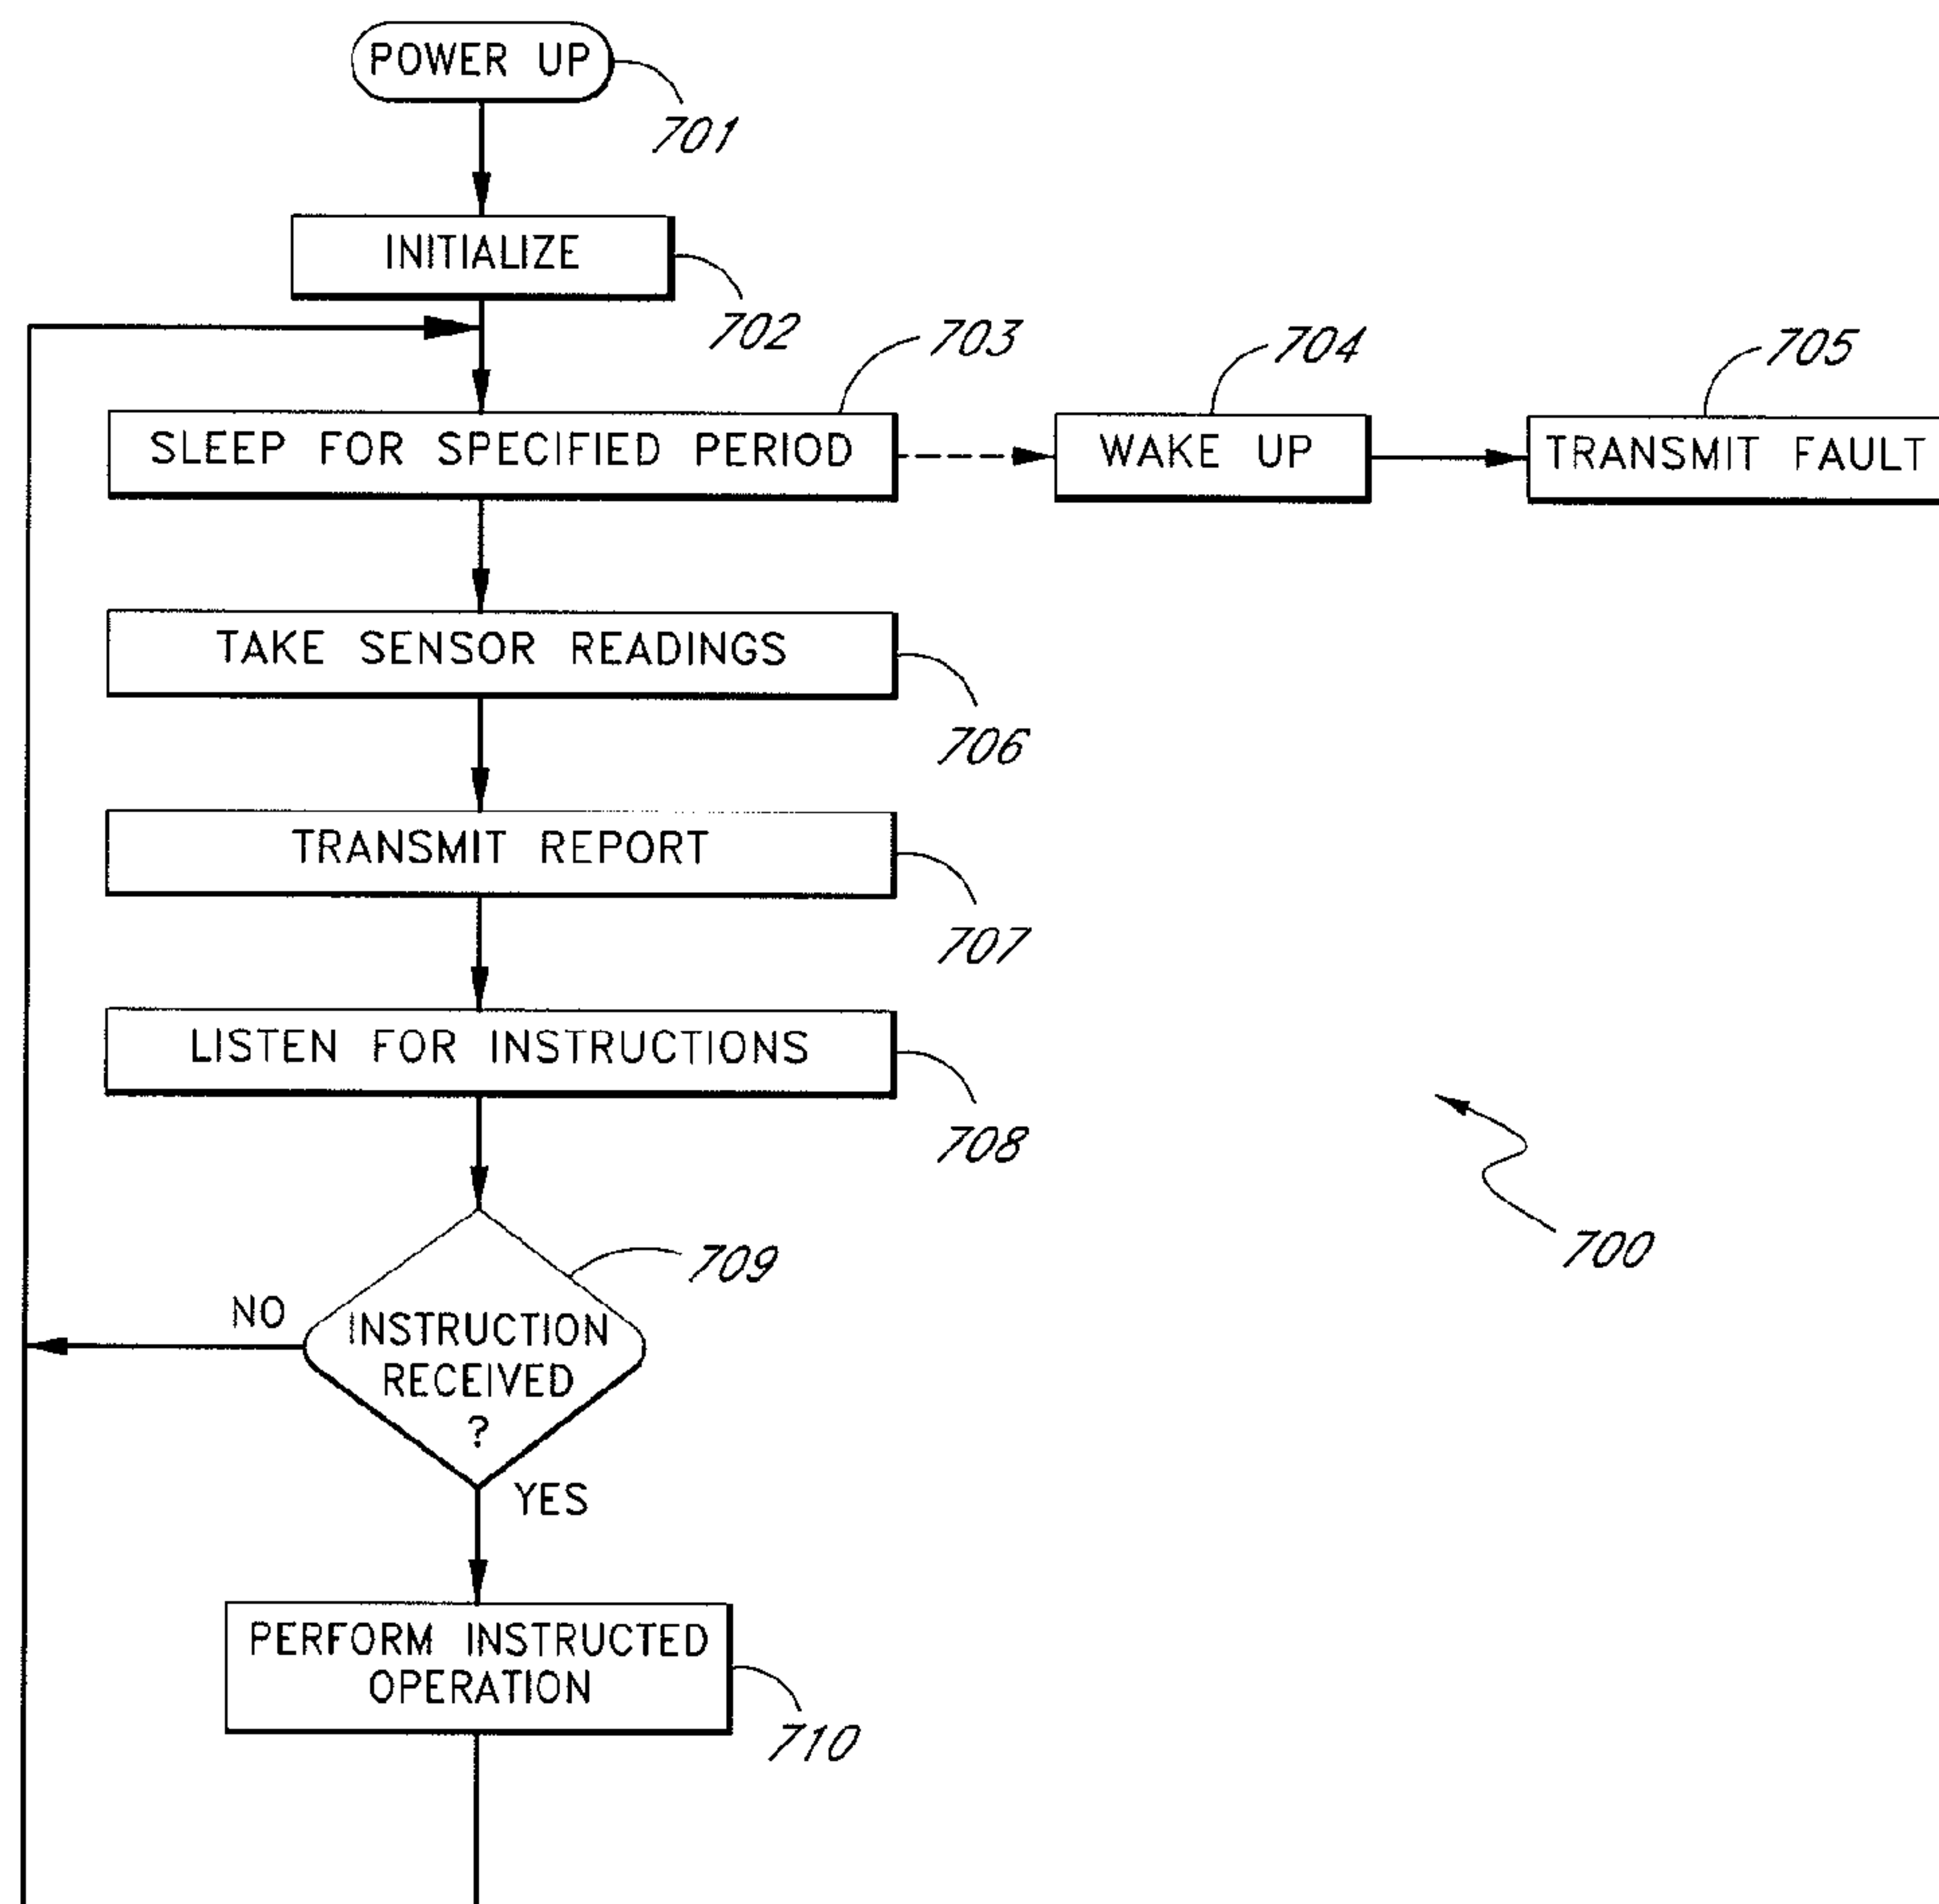 POWER UP
701
INITIALIZE
702
703
704
705
SLEEP FOR SPECIFIED PERIOD
WAKE UP
TRANSMIT FAULT
TAKE SENSOR READINGS
706
TRANSMIT REPORT
707
LISTEN FOR INSTRUCTIONS
708
709
700
NO
INSTRUCTION
RECEIVED
?
YES
PERFORM INSTRUCTED
OPERATION
710